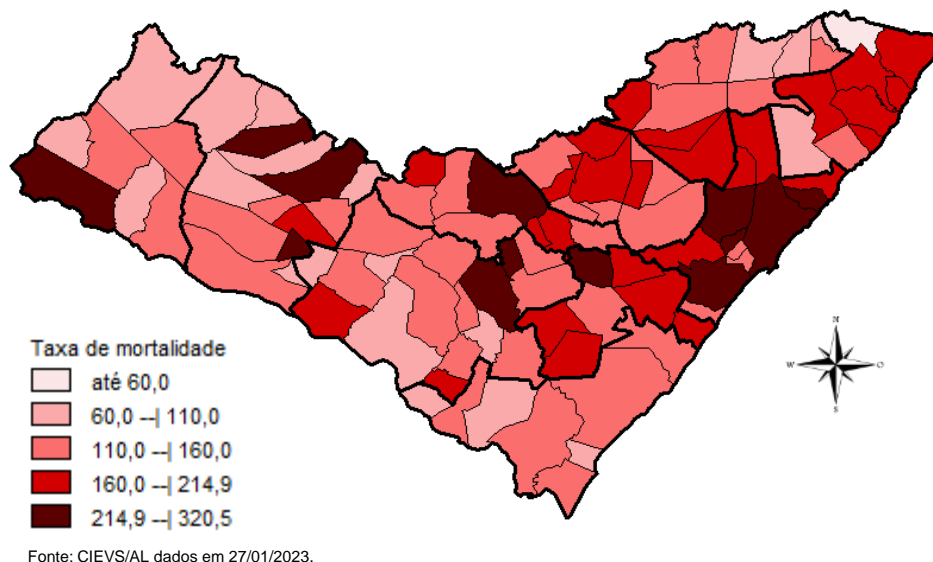 N
W
O
S
Taxa de mortalidade
até 60,0
60,0 --| 110,0
110,0 --| 160,0
160,0 --| 214,9
214,9 --| 320,5
Fonte: CIEVS/AL dados em 27/01/2023.